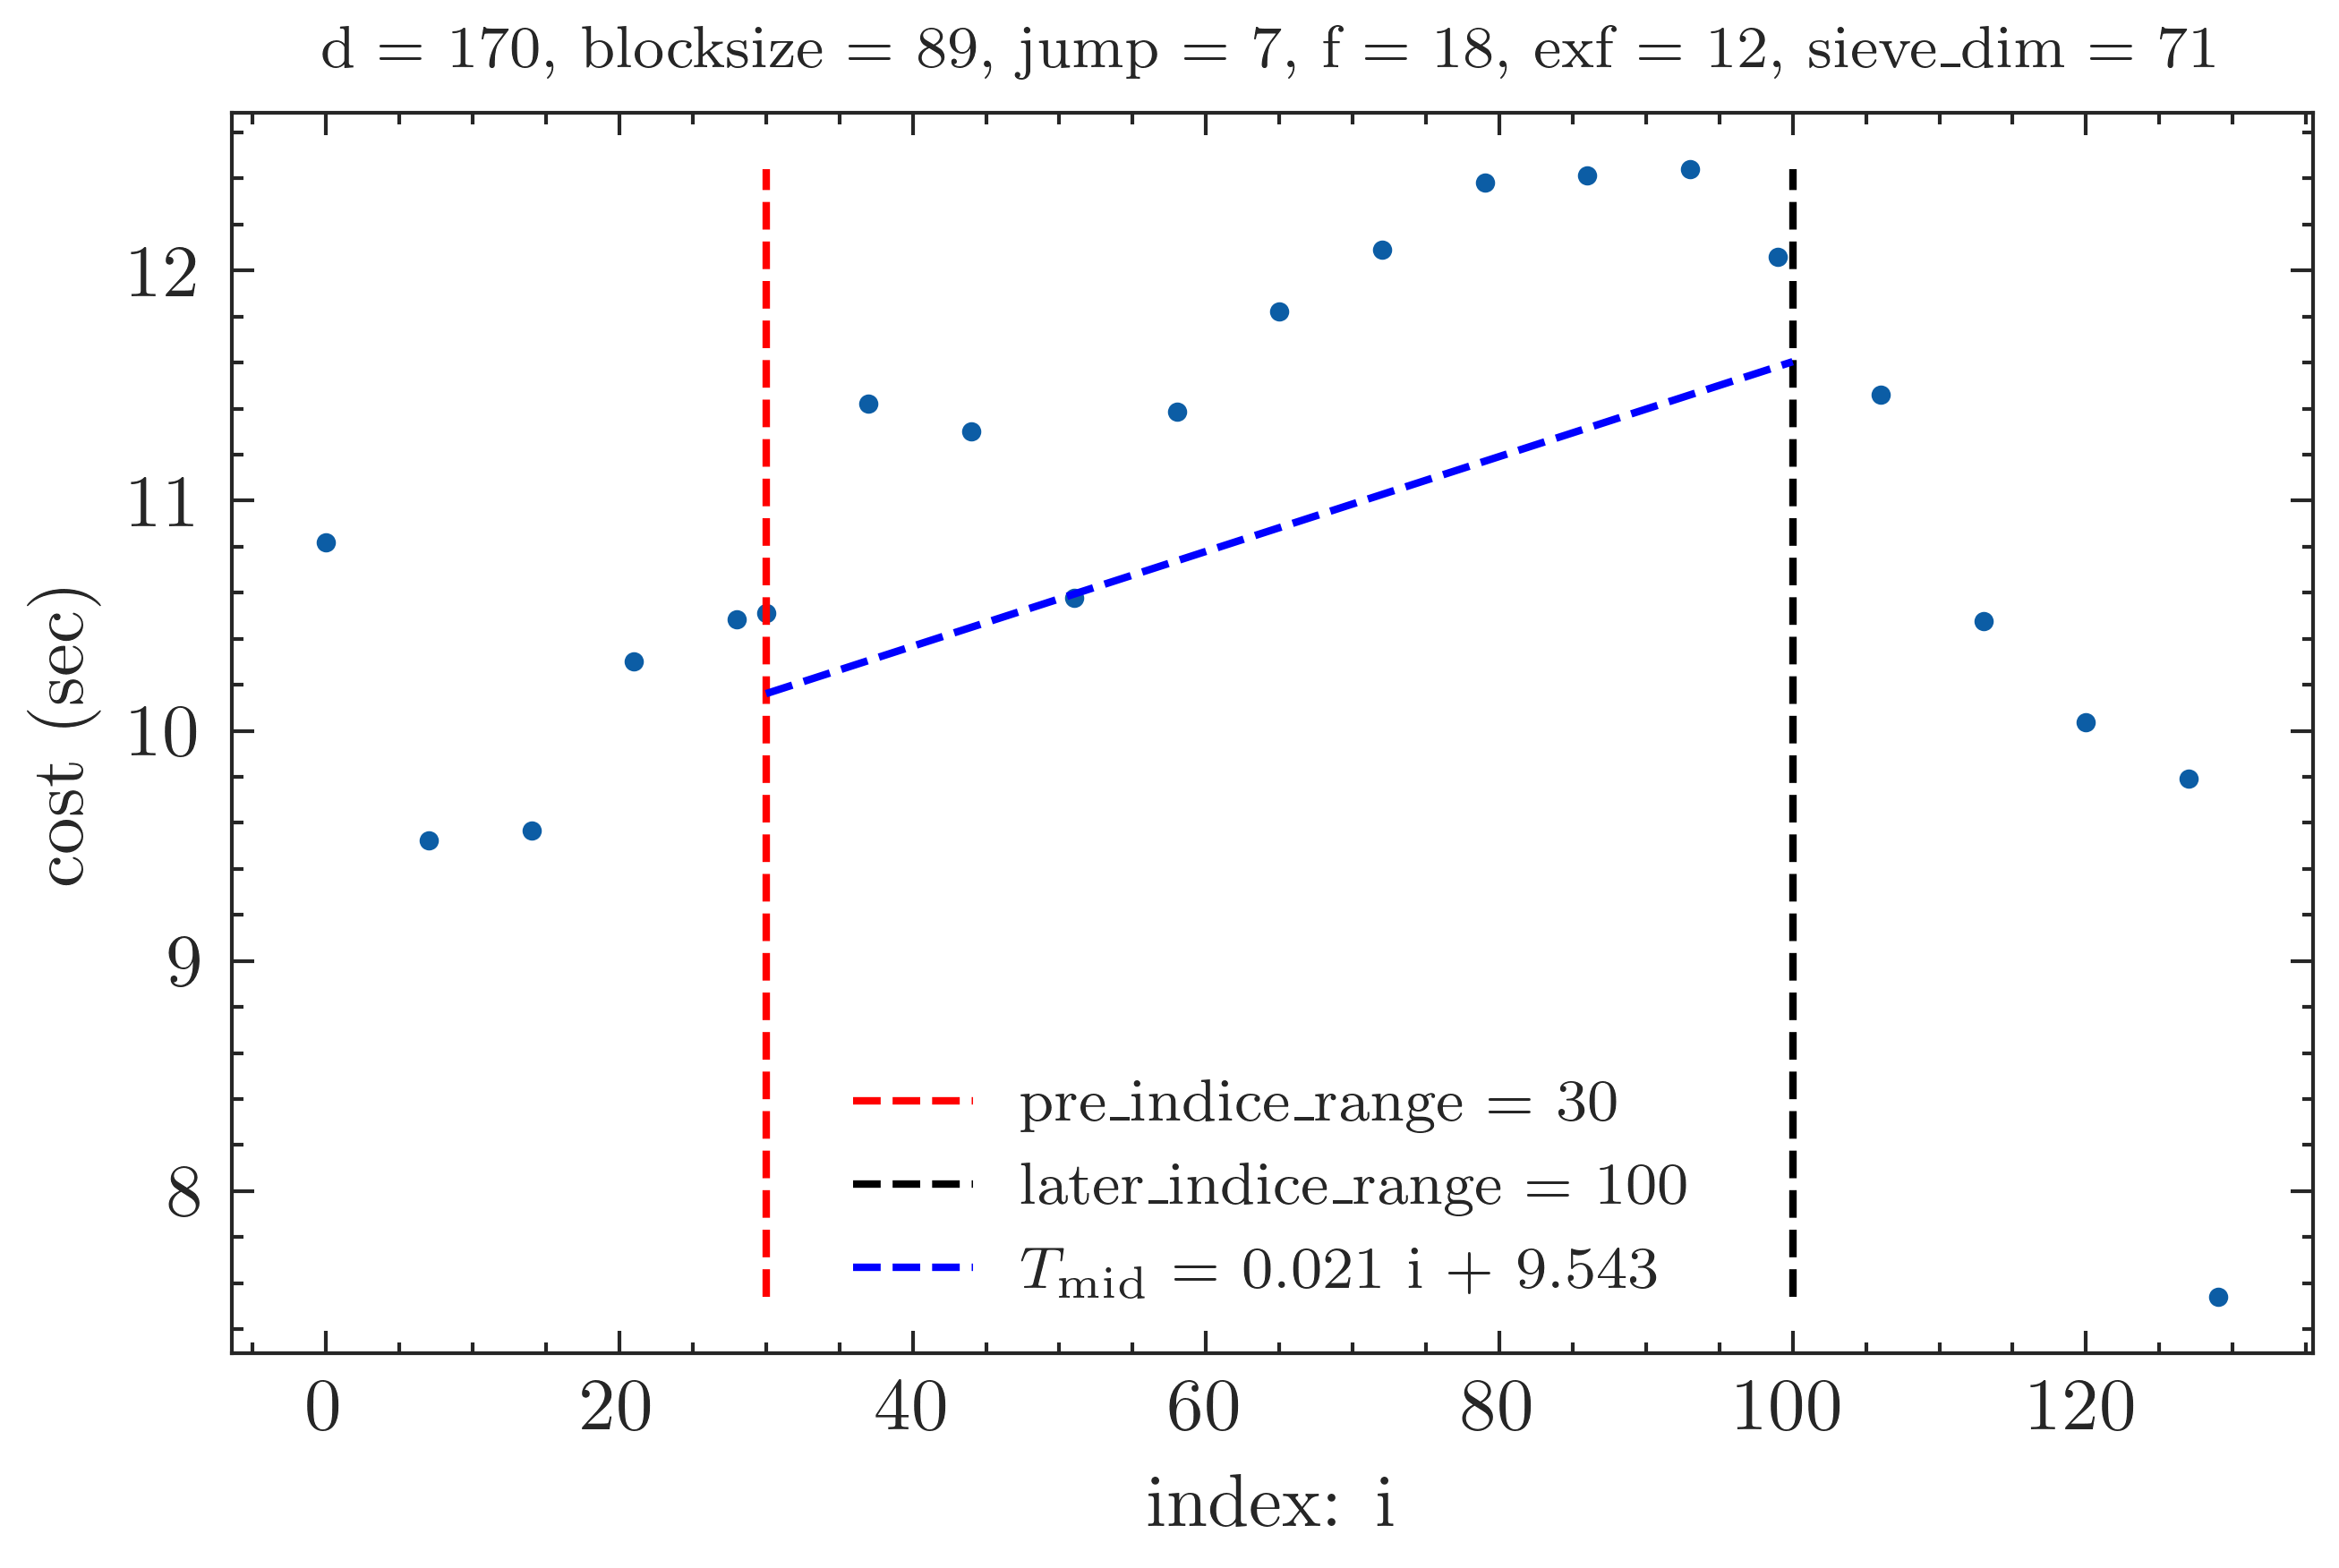 d = 170, blocksize = 89, jump = 7, f = 18, exf = 12, sieve_dim = 71
cost (sec)
12
11
10
9
8
pre_indice_range = 30
later_indice_range = 100
T_mid = 0.021 i + 9.543
0 20 40 60 80 100 120
index: i